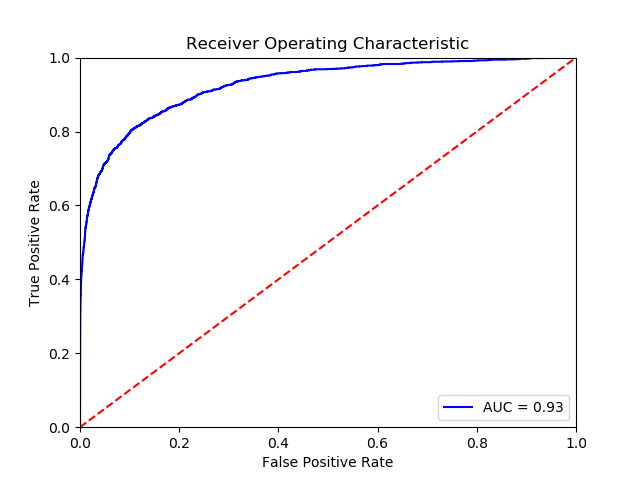 Receiver Operating Characteristic
1.0
0.8
0.6
0.4
0.2
0.0
True Positive Rate
AUC = 0.93
0.0 0.2 0.4 0.6 0.8 1.0
False Positive Rate